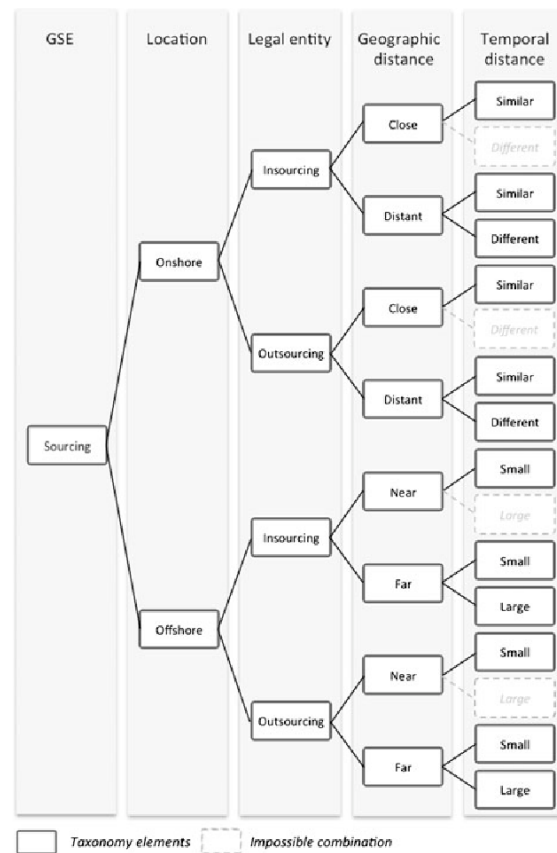 GSE
Location
Legal entity
Geographic
distance
Temporal
distance
Sourcing
Onshore
Offshore
Insourcing
Outsourcing
Insourcing
Outsourcing
Close
Distant
Close
Distant
Near
Far
Near
Far
Similar
Different
Similar
Different
Similar
Different
Similar
Different
Small
Large
Small
Large
Small
Large
Small
Large
Taxonomy elements
Impossible combination